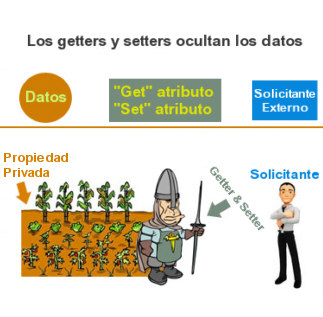 Los getters y setters ocultan los datos
Datos
"Get" atributo
"Set" atributo
Solicitante
Externo
Propiedad
Privada
Getter & Setter
Solicitante